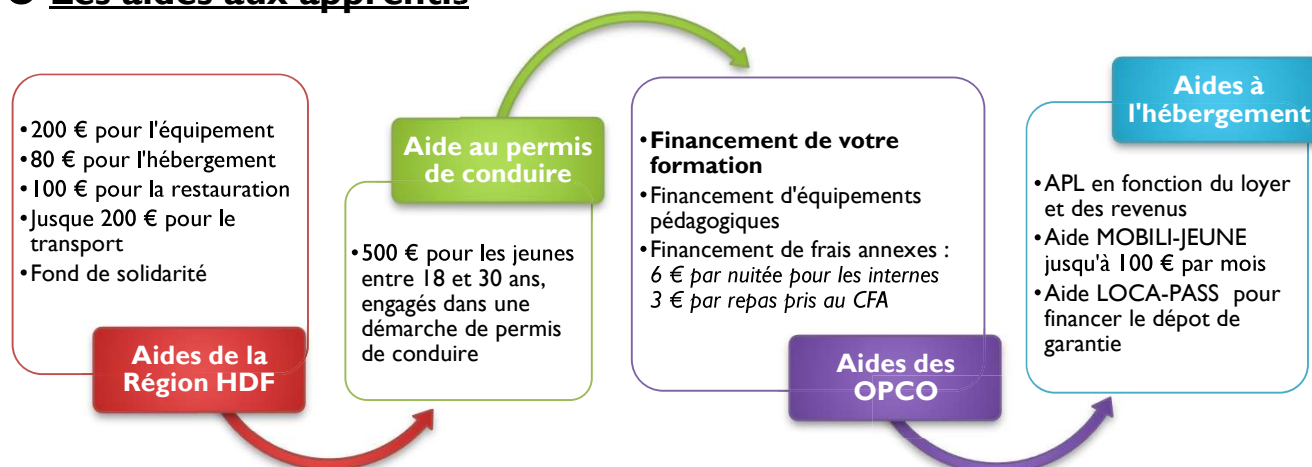 Les aides aux apprentis
• 200 € pour l'équipement
• 80 € pour l'hébergement
• 100 € pour la restauration
• Jusque 200 € pour le
transport
• Fond de solidarité
Aides de la
Région HDF
Aide au permis
de conduire
• 500 € pour les jeunes
entre 18 et 30 ans,
engagés dans une
démarche de permis
de conduire
• Financement de votre
formation
• Financement d'équipements
pédagogiques
• Financement de frais annexes :
6 € par nuitée pour les internes
3 € par repas pris au CFA
Aides des
OPCO
Aides à
l'hébergement
• APL en fonction du loyer
et des revenus
• Aide MOBILI-JEUNE
jusqu'à 100 € par mois
• Aide LOCA-PASS pour
financer le dépot de
garantie